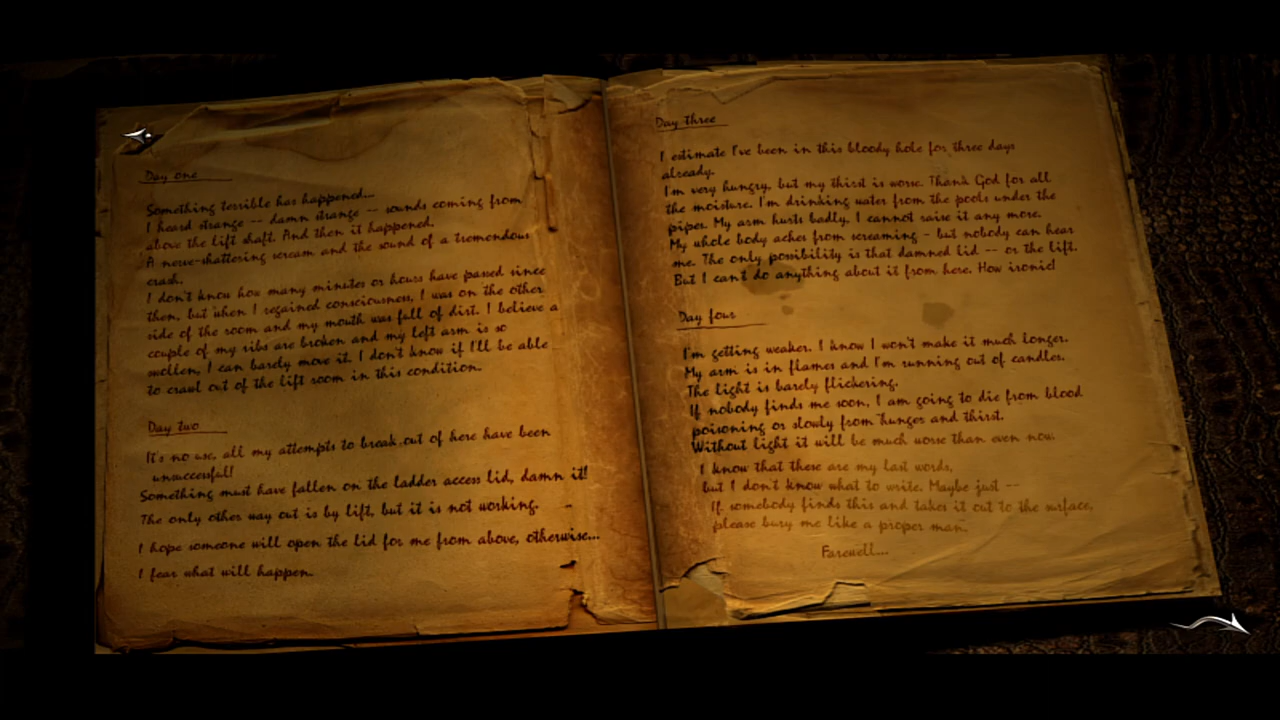 Day one
Something terrible has happened...
I heard strange -- damn strange -- sounds coming from
above the lift shaft. And then it happened.
A nerve-shattering scream and the sound of a tremendous
crash.
I don't know how many minutes or hours have passed since
then, but when I regained consciousness, I was on the other
side of the room and my mouth was full of dirt. I believe a
couple of my ribs are broken and my left arm is so
swollen, I can barely move it. I don't know if I'll be able
to crawl out of the lift room in this condition.
Day two
It's no use, all my attempts to break out of here have been
unsuccessful!
Something must have fallen on the ladder access lid, damn it!
The only other way out is by lift, but it is not working.
I hope someone will open the lid for me from above, otherwise...
I fear what will happen.
Day three
I estimate I've been in this bloody hole for three days
already.
I'm very hungry, but my thirst is worse. Thank God for all
the moisture. I'm drinking water from the pools under the
pipes. My arm hurts badly, I cannot raise it any more.
My whole body aches from screaming - but nobody can hear
me. The only possibility is that damned lid -- or the lift.
But I can't do anything about it from here. How ironic!
Day four
I'm getting weaker. I know I won't make it much longer.
My arm is in flames and I'm running out of candles.
The light is barely flickering.
If nobody finds me soon, I am going to die from blood
poisoning or slowly from hunger and thirst.
Without light it will be much worse than even now.
I know that these are my last words,
but I don't know what to write. Maybe just --
If somebody finds this and takes it out to the surface,
please bury me like a proper man.
Farewell...